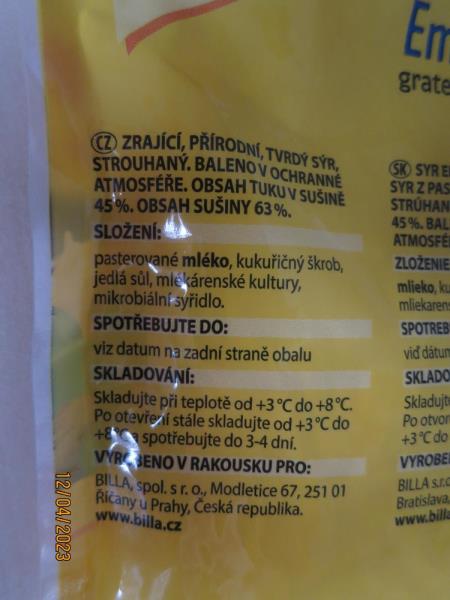 Em
grate
CZ ZRAJÍCÍ, PŘÍRODNÍ, TVRDÝ SÝR,
STROUHANÝ. BALENO V OCHRANNÉ
ATMOSFÉŘE. OBSAH TUKU V SUŠINĚ
45 %. OBSAH SUŠINY 63 %.
SLOŽENÍ:
pasterované mléko, kukuřičný škrob,
jedlá sůl, mlékárenské kultury,
mikrobiální syřidlo.
SPOTŘEBUJTE DO:
viz datum na zadní straně obalu
SKLADOVÁNÍ:
Skladujte při teplotě od +3 °C do +8 °C.
Po otevření stále skladujte od +3 °C do
+8 °C a spotřebujte do 3-4 dní.
VYROBENO V RAKOUSKU PRO:
BILLA, spol. s r. o., Modletice 67, 251 01
Říčany u Prahy, Česká republika.
www.billa.cz
SK SYR E
SYR Z PAS
STRÚHAN
45 %. BAL
ATMOSFÉ
ZLOŽENIE
mlieko, ku
mliekarens
SPOTREB
viď dátum
SKLADO
Skladujte
Po otvor
+3 °C do
VYROBE
BILLA s.r.o
Bratislava,
www.billa
12/04/2023